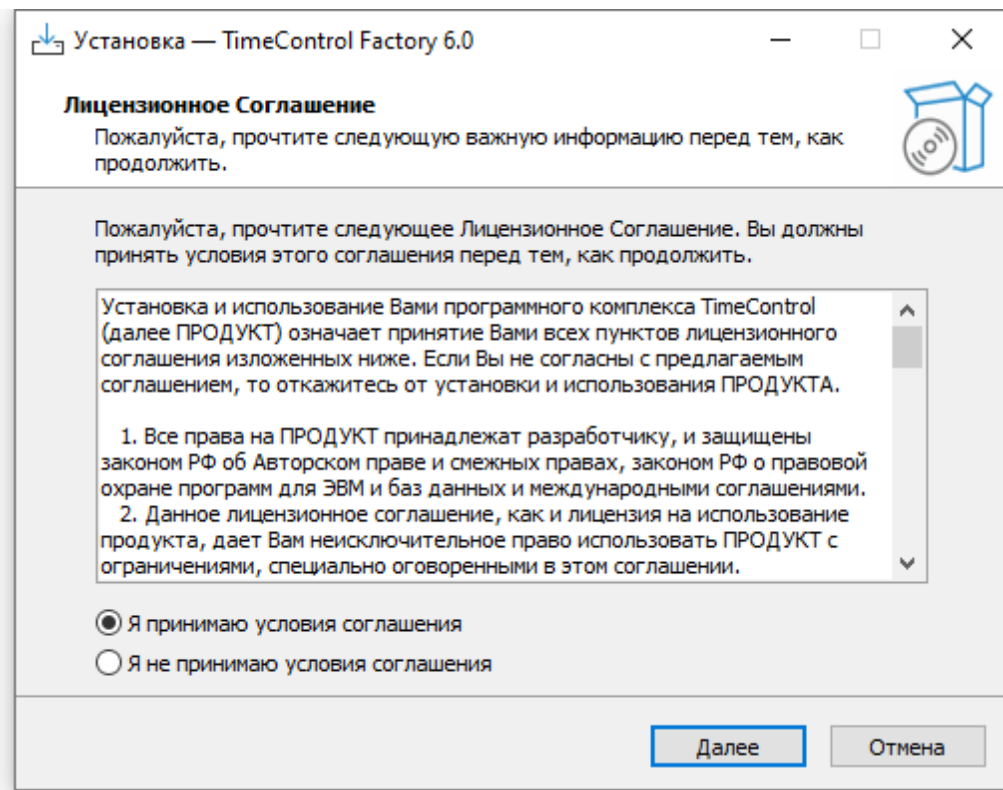 Установка — TimeControl Factory 6.0
Лицензионное Соглашение
Пожалуйста, прочтите следующую важную информацию перед тем, как
продолжить.
Пожалуйста, прочтите следующее Лицензионное Соглашение. Вы должны
принять условия этого соглашения перед тем, как продолжить.
Установка и использование Вами программного комплекса TimeControl
(далее ПРОДУКТ) означает принятие Вами всех пунктов лицензионного
соглашения изложенных ниже. Если Вы не согласны с предлагаемым
соглашением, то откажитесь от установки и использования ПРОДУКТА.
1. Все права на ПРОДУКТ принадлежат разработчику, и защищены
законом РФ об Авторском праве и смежных правах, законом РФ о правовой
охране программ для ЭВМ и баз данных и международными соглашениями.
2. Данное лицензионное соглашение, как и лицензия на использование
продукта, дает Вам неисключительное право использовать ПРОДУКТ с
ограничениями, специально оговоренными в этом соглашении.
Я принимаю условия соглашения
Я не принимаю условия соглашения
Далее
Отмена